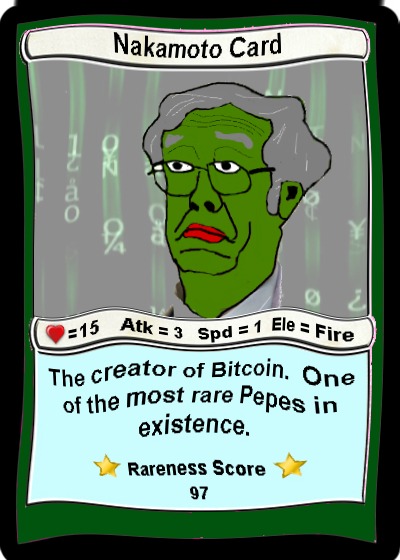 Nakamoto Card
=15 Atk = 3 Spd = 1 Ele = Fire
The creator of Bitcoin. One
of the most rare Pepes in
existence.
Rareness Score
97